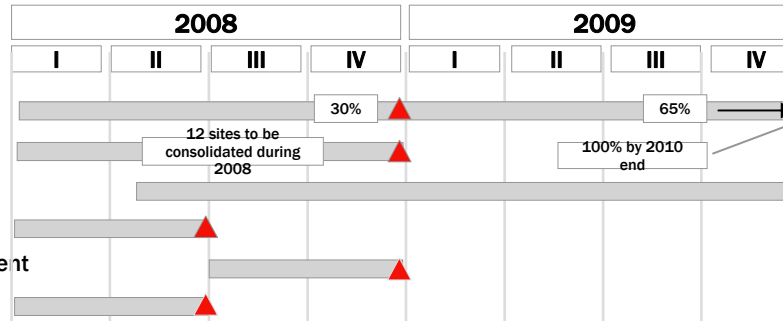 2008 2009
I II III IV I II III IV
30% 65%
12 sites to be
consolidated during
2008
100% by 2010
end